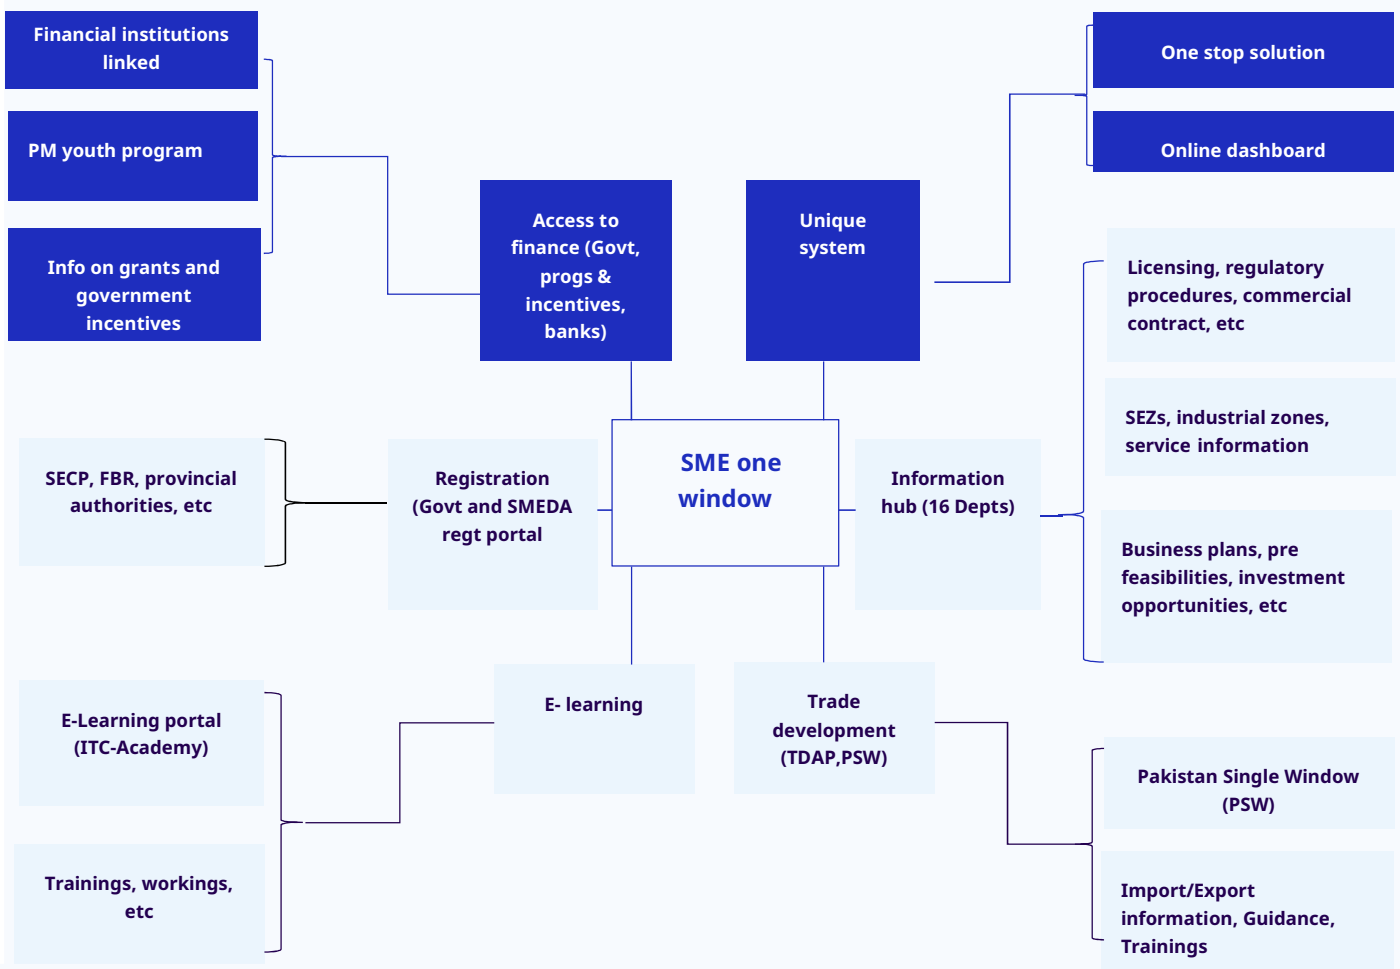 Financial institutions
linked
PM youth program
Info on grants and
government
incentives
One stop solution
Online dashboard
Access to
finance (Govt,
progs &
incentives,
banks)
Unique
system
Licensing, regulatory
procedures, commercial
contract, etc
SEZs, industrial zones,
service information
Business plans, pre
feasibilities, investment
opportunities, etc
SECP, FBR, provincial
authorities, etc
Registration
(Govt and SMEDA
regt portal
SME one
window
Information
hub (16 Depts)
E-Learning portal
(ITC-Academy)
Trainings, workings,
etc
E- learning
Trade
development
(TDAP,PSW)
Pakistan Single Window
(PSW)
Import/Export
information, Guidance,
Trainings